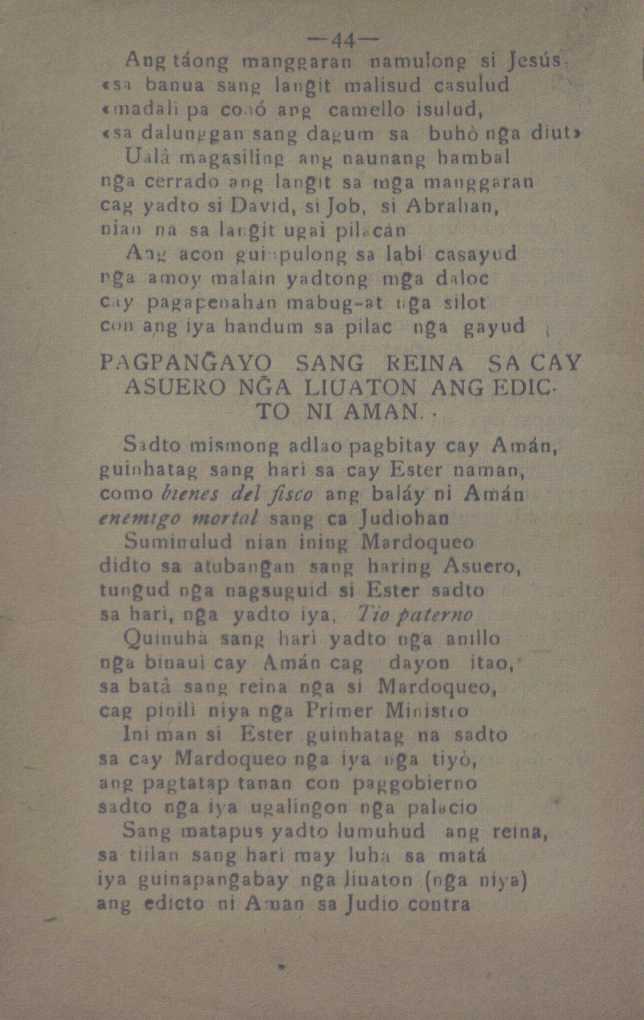 —44—
Ang táong manggaran namulong si Jesús.
«sa banua sang langit malisud casulud
«madali pa conó ang camello isulud,
«sa dalunggan sang dagum sa buhò nga diut»
Ualâ magasiling ang naunang hambal
nga cerrado ang langit sa mga manggaran
cag yadto si David, si Job, si Abrahan,
nian na sa langit ugai pilacan
Ang acon guinpulong sa labi casayud
nga amoy malain yadtong mga daloc
cay pagapenahan mabug-at nga silot
con ang iya handum sa pilac nga gayud
PAGPANG̃AYO SANG REINA SA CAY
ASUERO NG̃A LIUATON ANG EDIC-
TO NI AMAN.
Sadto mismong adlao pagbitay cay Amán,
guinhatag sang hari sa cay Ester naman,
como bienes del fisco ang baláy ni Amán
enemigo mortal sang ca Judiohan
Suminulud nian ining Mardoqueo
didto sa atubangan sang haring Asuero,
tungud nga nagsuguid si Ester sadto
sa hari, nga yadto iya, Tio paterno
Quinuha sang hari yadto nga anillo
nga binaui cay Amán cag dayon itao,
sa batâ sang reina nga si Mardoqueo,
cag pinili niya nga Primer Ministro
Ini man si Ester guinhatag na sadto
sa cay Mardoqueo nga iya nga tiyò,
ang pagtatap tanan con paggobierno
sadto nga iya ugalingon nga palacio
Sang matapus yadto lumuhud ang reina,
sa tiilan sang hari may luha sa matá
iya guinapangabay nga liuaton (nga niya)
ang edicto ni Aman sa Judio contra